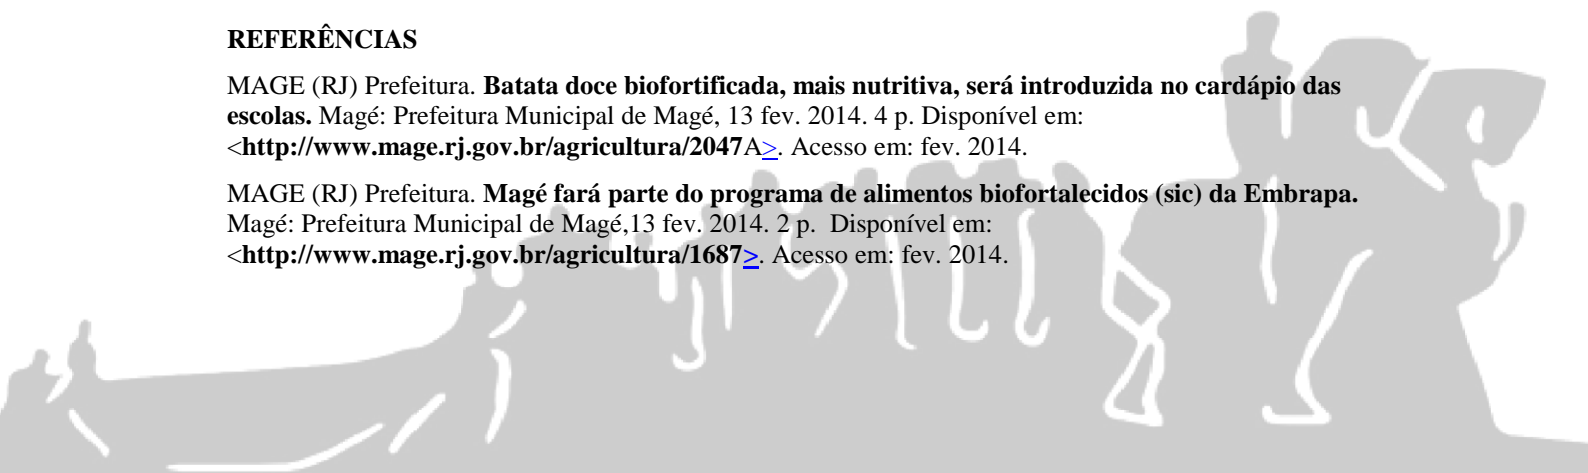 REFERÊNCIAS
MAGE (RJ) Prefeitura. Batata doce biofortificada, mais nutritiva, será introduzida no cardápio das
escolas. Magé: Prefeitura Municipal de Magé, 13 fev. 2014. 4 p. Disponível em:
<http://www.mage.rj.gov.br/agricultura/2047A>. Acesso em: fev. 2014.
MAGE (RJ) Prefeitura. Magé fará parte do programa de alimentos biofortalecidos (sic) da Embrapa.
Magé: Prefeitura Municipal de Magé,13 fev. 2014. 2 p.  Disponível em:
<http://www.mage.rj.gov.br/agricultura/1687>. Acesso em: fev. 2014.